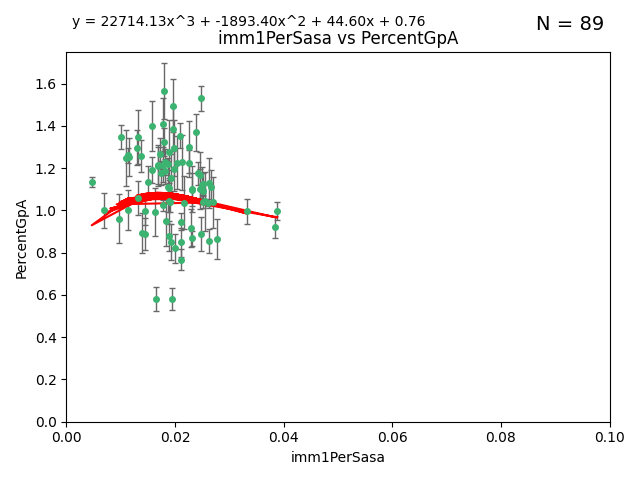 y = 22714.13x^3 + -1893.40x^2 + 44.60x + 0.76
N = 89
imm1PerSasa vs PercentGpA
1.6
1.4
1.2
1.0
0.8
0.6
0.4
0.2
0.0
PercentGpA
0.00 0.02 0.04 0.06 0.08 0.10
imm1PerSasa